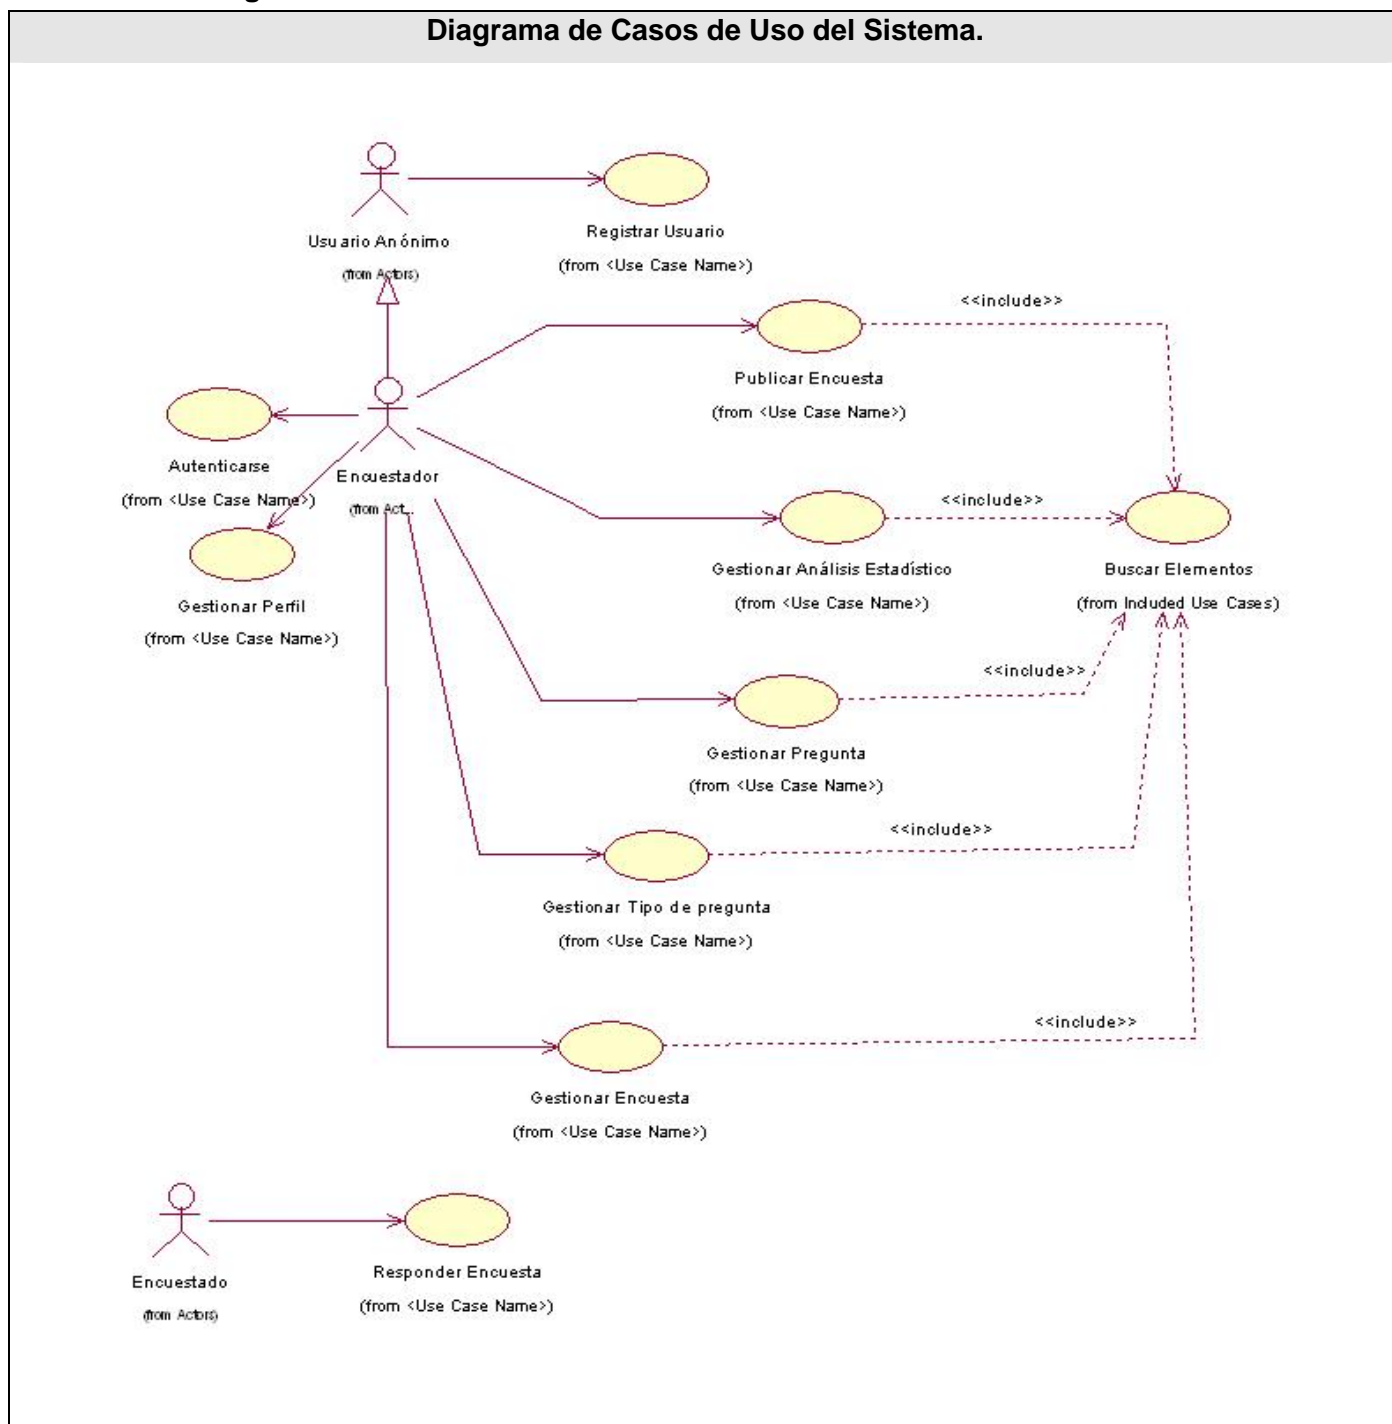 Diagrama de Casos de Uso del Sistema.
Usuario Anónimo
(from Actors)
Registrar Usuario
(from <Use Case Name>)
<<include>>
Publicar Encuesta
(from <Use Case Name>)
Autenticarse
(from <Use Case Name>)
Encuestador
(from Act...
<<include>>
Gestionar Perfil
(from <Use Case Name>)
Gestionar Análisis Estadístico
(from <Use Case Name>)
Buscar Elementos
(from Included Use Cases)
<<include>>
Gestionar Pregunta
(from <Use Case Name>)
<<include>>
Gestionar Tipo de pregunta
(from <Use Case Name>)
<<include>>
Gestionar Encuesta
(from <Use Case Name>)
Encuestado
(from Actors)
Responder Encuesta
(from <Use Case Name>)